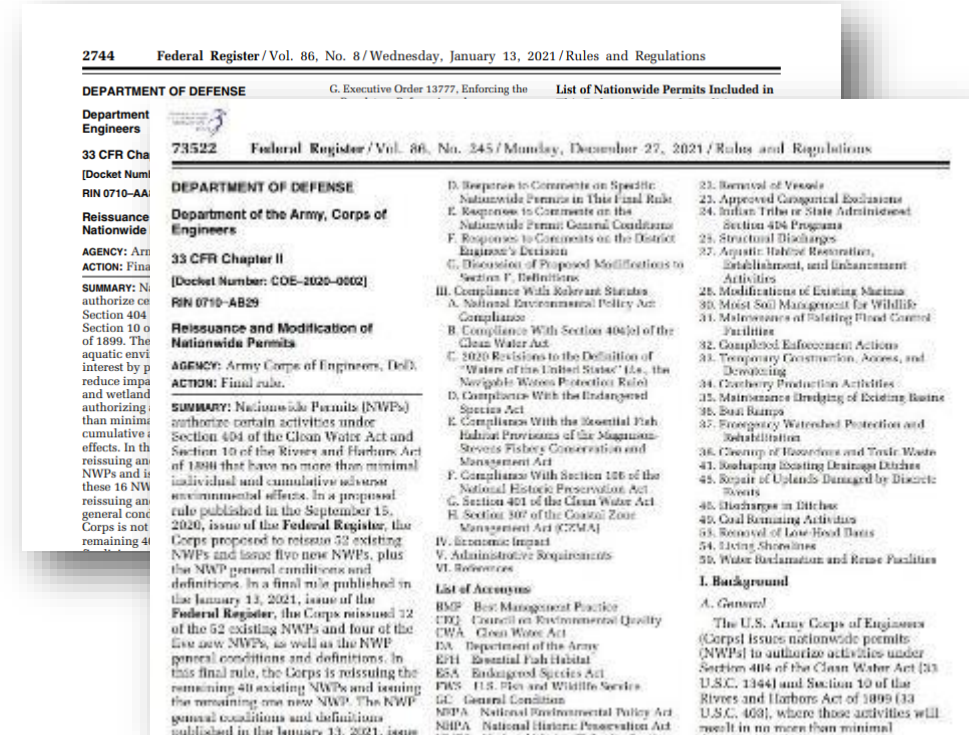 2744 Federal Register / Vol. 86, No. 8 / Wednesday, January 13, 2021 / Rules and Regulations
DEPARTMENT OF DEFENSE
Department
Engineers
33 CFR Cha
[Docket Num
RIN 0710–AA
Reissuance
Nationwide
AGENCY: Arm
ACTION: Fina
SUMMARY: Na
authorize ce
Section 404
Section 10 o
of 1899. The
aquatic envi
interest by p
reduce impa
and wetland
authorizing
than minima
cumulative a
effects. In th
reissuing an
NWPs and i
these 16 NW
reissuing an
general cond
Corps is not
remaining 40
G. Executive Order 13777, Enforcing the
List of Nationwide Permits Included in
73522 Federal Register / Vol. 86, No. 245 / Monday, December 27, 2021 / Rules and Regulations
DEPARTMENT OF DEFENSE
Department of the Army, Corps of
Engineers
33 CFR Chapter II
[Docket Number: COE–2020–0002]
RIN 0710–AB29
Reissuance and Modification of
Nationwide Permits
AGENCY: Army Corps of Engineers, DoD.
ACTION: Final rule.
SUMMARY: Nationwide Permits (NWPs)
authorize certain activities under
Section 404 of the Clean Water Act and
Section 10 of the Rivers and Harbors Act
of 1899 that have no more than minimal
individual and cumulative adverse
environmental effects. In a proposed
rule published in the September 15,
2020, issue of the Federal Register, the
Corps proposed to reissue 52 existing
NWPs and issue five new NWPs, plus
the NWP general conditions and
definitions. In a final rule published in
the January 13, 2021, issue of the
Federal Register, the Corps reissued 12
of the 52 existing NWPs and four of the
five new NWPs, as well as the NWP
general conditions and definitions. In
this final rule, the Corps is reissuing the
remaining 40 existing NWPs and issuing
the remaining one new NWP. The NWP
general conditions and definitions
published in the January 13, 2021, issue
D. Response to Comments on Specific
Nationwide Permits in This Final Rule
E. Responses to Comments on the
Nationwide Permit General Conditions
F. Responses to Comments on the District
Engineer's Decision
G. Discussion of Proposed Modifications to
Section F, Definitions
III. Compliance With Relevant Statutes
A. National Environmental Policy Act
Compliance
B. Compliance With Section 404(e) of the
Clean Water Act
C. 2020 Revisions to the Definition of
"Waters of the United States" (i.e., the
Navigable Waters Protection Rule)
D. Compliance With the Endangered
Species Act
E. Compliance With the Essential Fish
Habitat Provisions of the Magnuson-
Stevens Fishery Conservation and
Management Act
F. Compliance With Section 106 of the
National Historic Preservation Act
G. Section 401 of the Clean Water Act
H. Section 307 of the Coastal Zone
Management Act (CZMA)
IV. Economic Impact
V. Administrative Requirements
VI. References
List of Acronyms
BMP Best Management Practice
CEQ Council on Environmental Quality
CWA Clean Water Act
DA Department of the Army
EFH Essential Fish Habitat
ESA Endangered Species Act
FWS U.S. Fish and Wildlife Service
GC General Condition
NEPA National Environmental Policy Act
NHPA National Historic Preservation Act
22. Removal of Vessels
23. Approved Categorical Exclusions
24. Indian Tribe or State Administered
Section 404 Programs
25. Structural Discharges
27. Aquatic Habitat Restoration,
Establishment, and Enhancement
Activities
28. Modifications of Existing Marinas
30. Moist Soil Management for Wildlife
31. Maintenance of Existing Flood Control
Facilities
32. Completed Enforcement Actions
33. Temporary Construction, Access, and
Dewatering
34. Cranberry Production Activities
35. Maintenance Dredging of Existing Basins
36. Boat Ramps
37. Emergency Watershed Protection and
Rehabilitation
38. Cleanup of Hazardous and Toxic Waste
41. Reshaping Existing Drainage Ditches
45. Repair of Uplands Damaged by Discrete
Events
46. Discharges in Ditches
49. Coal Remining Activities
53. Removal of Low-Head Dams
54. Living Shorelines
59. Water Reclamation and Reuse Facilities
I. Background
A. General
The U.S. Army Corps of Engineers
(Corps) issues nationwide permits
(NWPs) to authorize activities under
Section 404 of the Clean Water Act (33
U.S.C. 1344) and Section 10 of the
Rivers and Harbors Act of 1899 (33
U.S.C. 403), where those activities will
result in no more than minimal